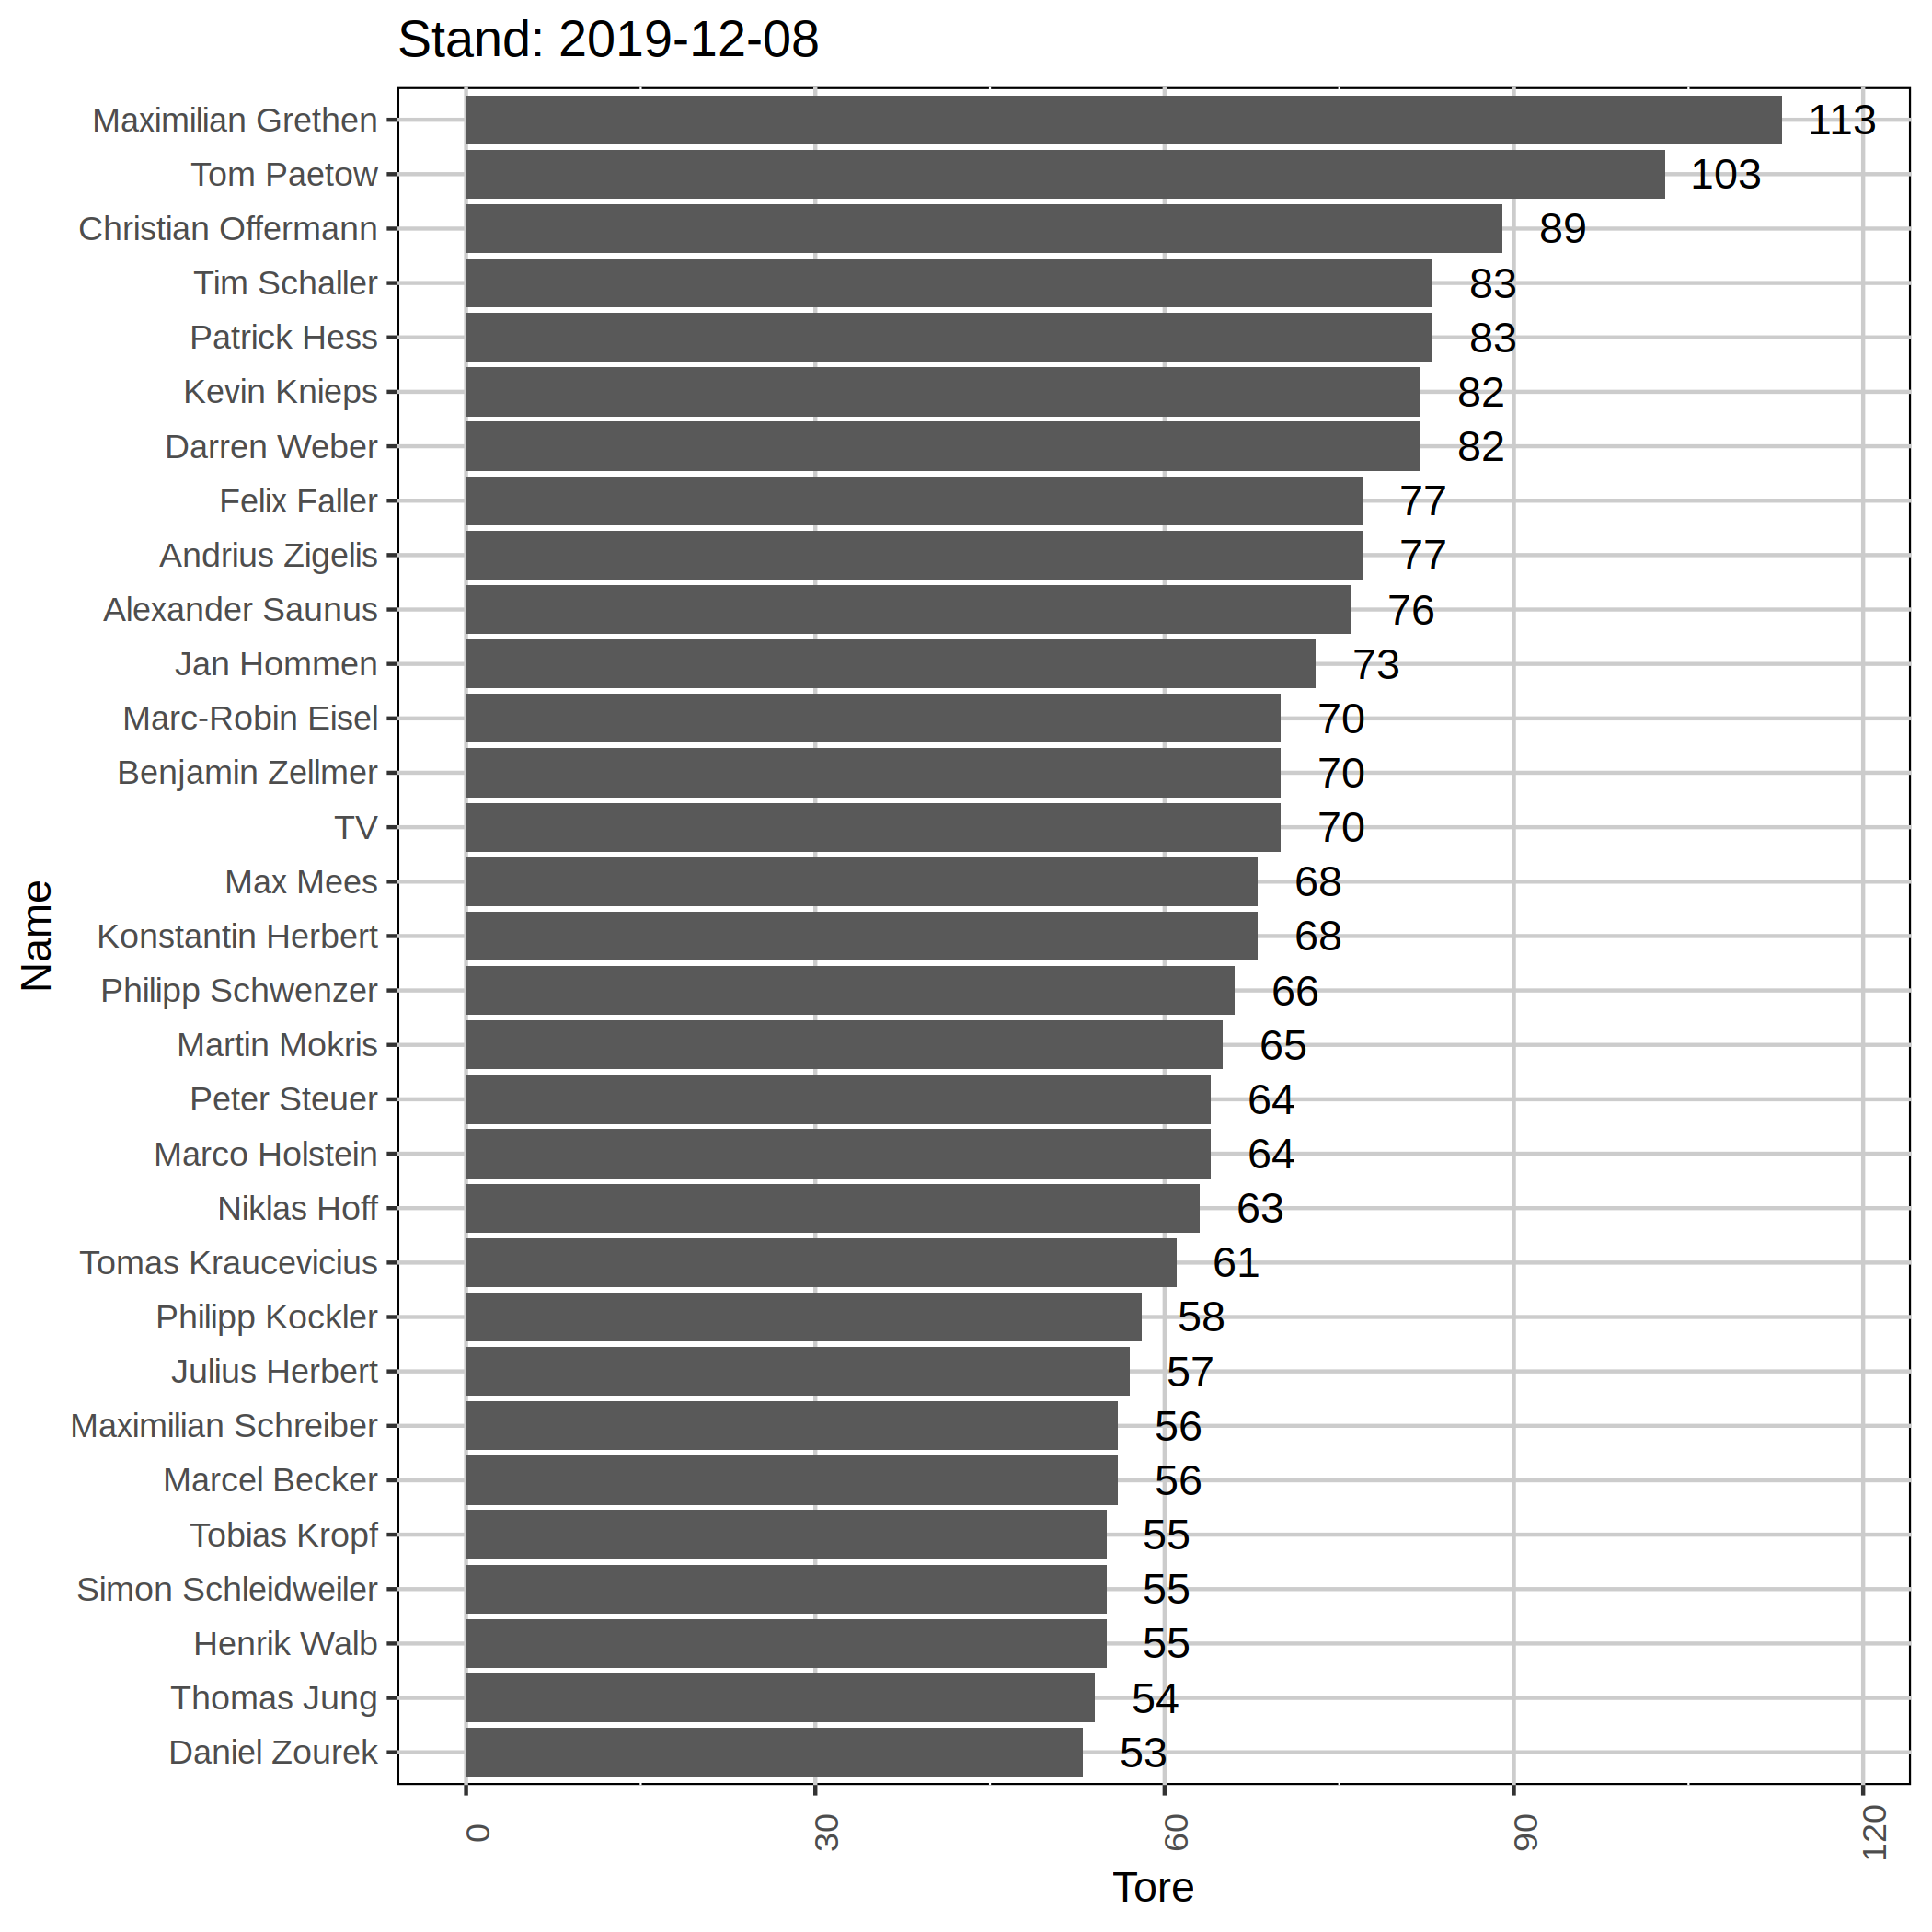 Stand: 2019-12-08
Maximilian Grethen 113
Tom Paetow 103
Christian Offermann 89
Tim Schaller 83
Patrick Hess 83
Kevin Knieps 82
Darren Weber 82
Felix Faller 77
Andrius Zigelis 77
Alexander Saunus 76
Jan Hommen 73
Marc-Robin Eisel 70
Benjamin Zellmer 70
TV 70
Max Mees 68
Konstantin Herbert 68
Philipp Schwenzer 66
Martin Mokris 65
Peter Steuer 64
Marco Holstein 64
Niklas Hoff 63
Tomas Kraucevicius 61
Philipp Kockler 58
Julius Herbert 57
Maximilian Schreiber 56
Marcel Becker 56
Tobias Kropf 55
Simon Schleidweiler 55
Henrik Walb 55
Thomas Jung 54
Daniel Zourek 53
Name
0 30 60 90 120
Tore